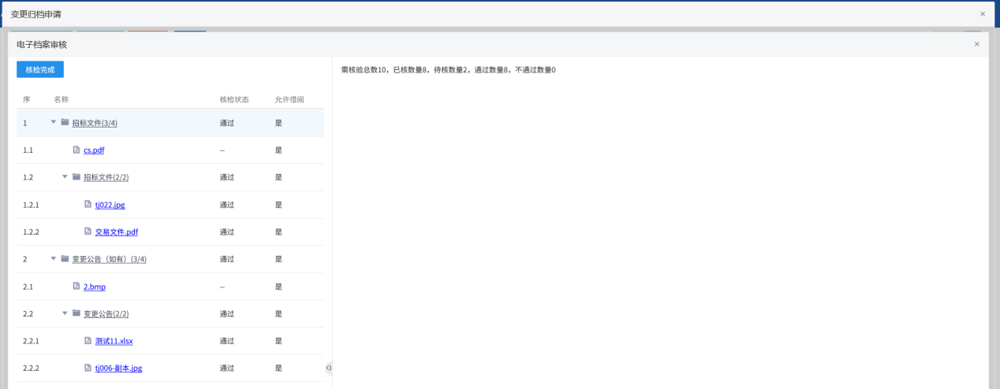 变更归档申请
电子档案审核
核检完成
需核验总数10，已核数量8，待核数量2，通过数量8，不通过数量0
序 名称 核检状态 允许借阅
1 招标文件(3/4) 通过 是
1.1 cs.pdf -- 是
1.2 招标文件(2/2) 通过 是
1.2.1 tj022.jpg 通过 是
1.2.2 交易文件.pdf 通过 是
2 变更公告（如有）(3/4) 通过 是
2.1 2.bmp -- 是
2.2 变更公告(2/2) 通过 是
2.2.1 测试11.xlsx 通过 是
2.2.2 tj006-副本.jpg 通过 是